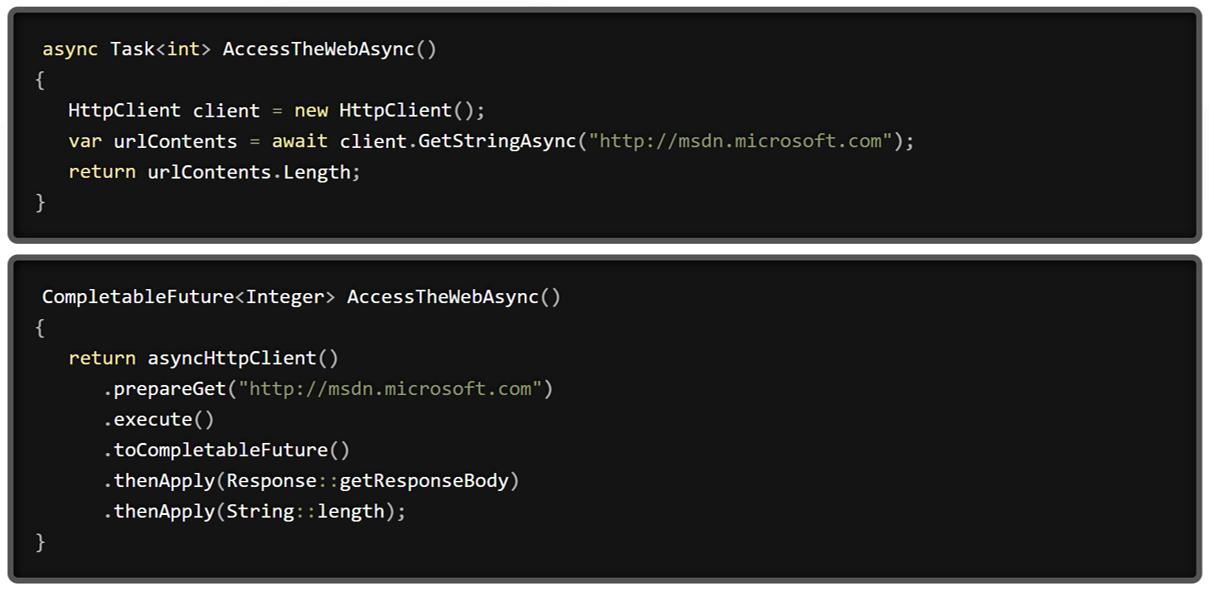 async Task<int> AccessTheWebAsync()
{
HttpClient client = new HttpClient();
var urlContents = await client.GetStringAsync("http://msdn.microsoft.com");
return urlContents.Length;
}
CompletableFuture<Integer> AccessTheWebAsync()
{
return asyncHttpClient()
.prepareGet("http://msdn.microsoft.com")
.execute()
.toCompletableFuture()
.thenApply(Response::getResponseBody)
.thenApply(String::length);
}